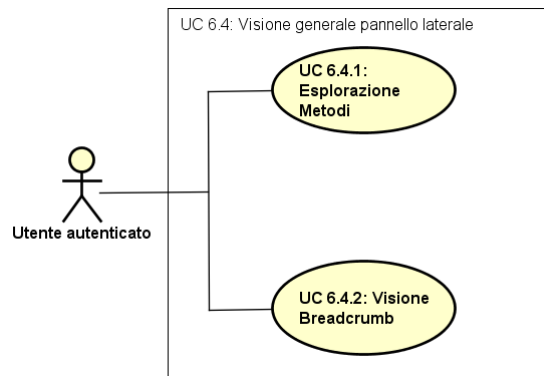 UC 6.4: Visione generale pannello laterale
UC 6.4.1:
Esplorazione
Metodi
Utente autenticato
UC 6.4.2: Visione
Breadcrumb